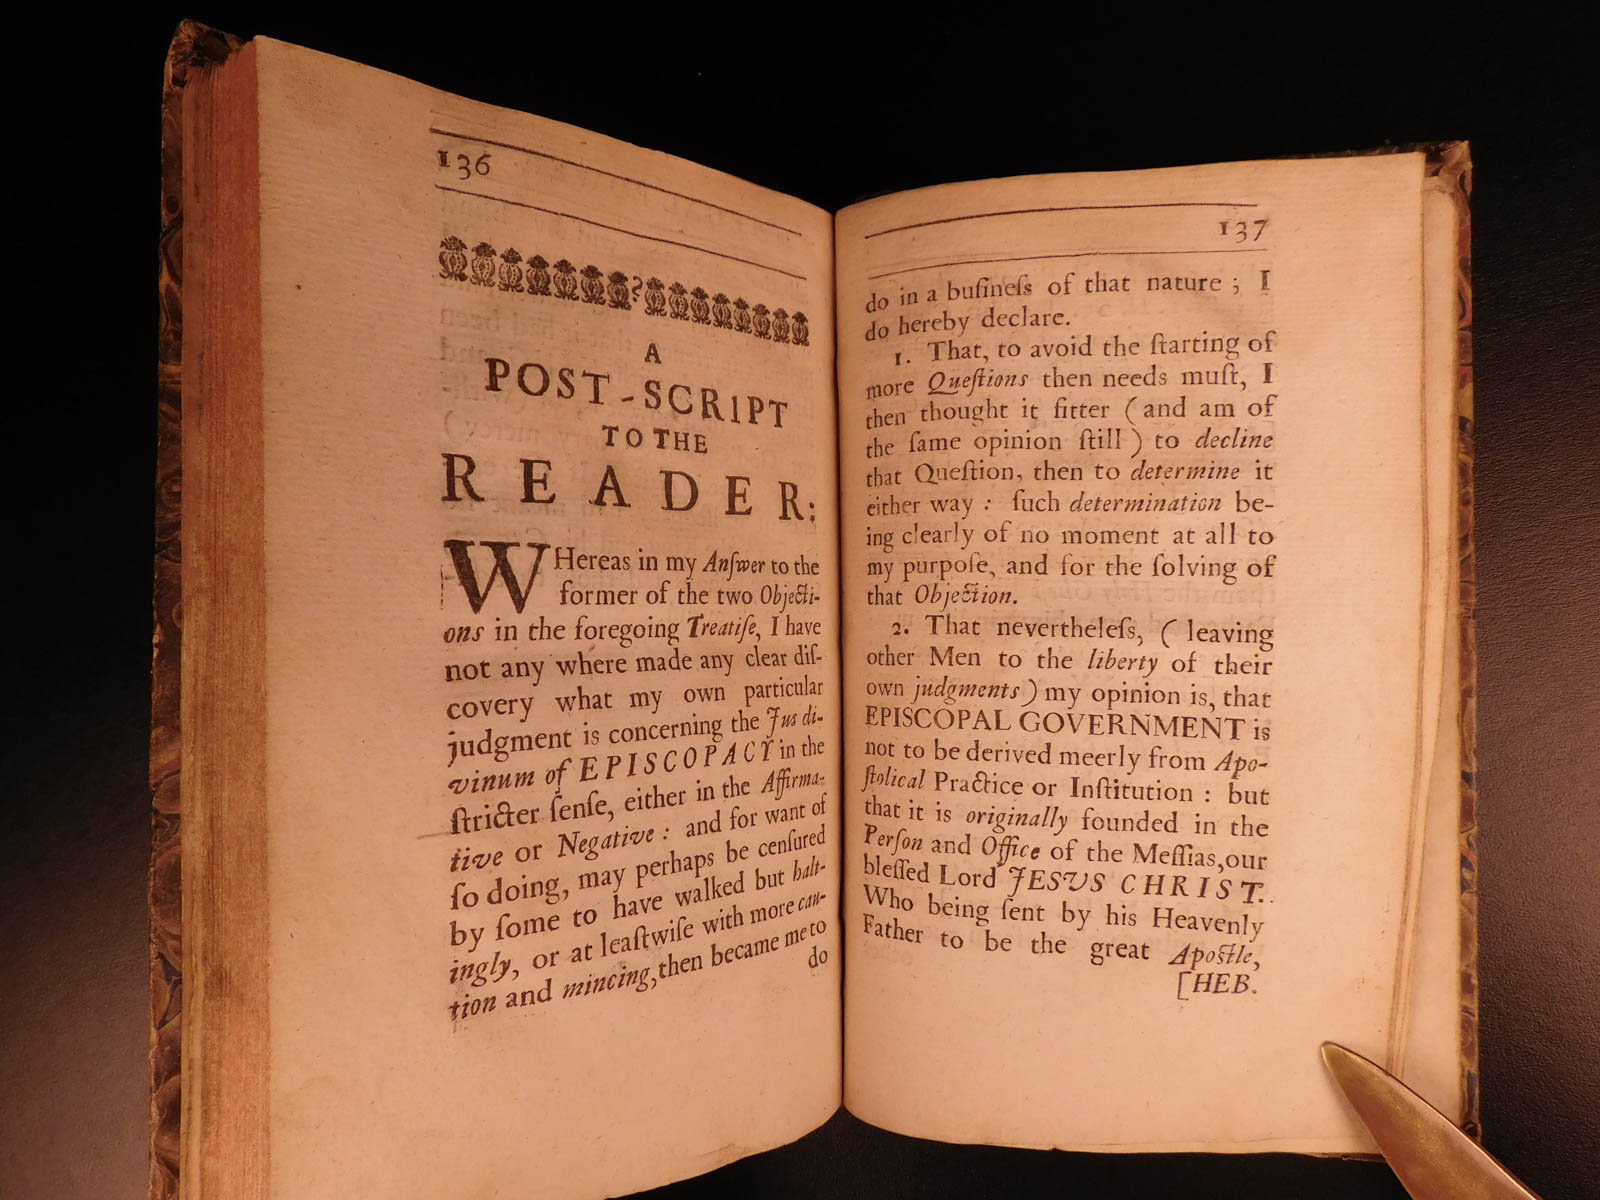 136
A
POST-SCRIPT
TO THE
READER:
WHereas in my Anſwer to the
former of the two Objecti-
ons in the foregoing Treatiſe, I have
not any where made any clear diſ-
covery what my own particular
judgment is concerning the Jus di-
vinum of EPISCOPACY in the
ſtricter ſenſe, either in the Affirma-
tive or Negative: and for want of
ſo doing, may perhaps be cenſured
by ſome to have walked but halt-
ingly, or at leaſtwiſe with more cau-
tion and mincing, then became me to
do
137
do in a buſineſs of that nature; I
do hereby declare.
1. That, to avoid the ſtarting of
more Queſtions then needs muſt, I
then thought it fitter (and am of
the ſame opinion ſtill) to decline
that Queſtion, then to determine it
either way: ſuch determination be-
ing clearly of no moment at all to
my purpoſe, and for the ſolving of
that Objection.
2. That nevertheleſs, (leaving
other Men to the liberty of their
own judgments) my opinion is, that
EPISCOPAL GOVERNMENT is
not to be derived meerly from Apo-
ſtolical Practice or Inſtitution: but
that it is originally founded in the
Perſon and Office of the Meſſias, our
bleſſed Lord JESVS CHRIST.
Who being ſent by his Heavenly
Father to be the great Apoſtle,
[HEB.